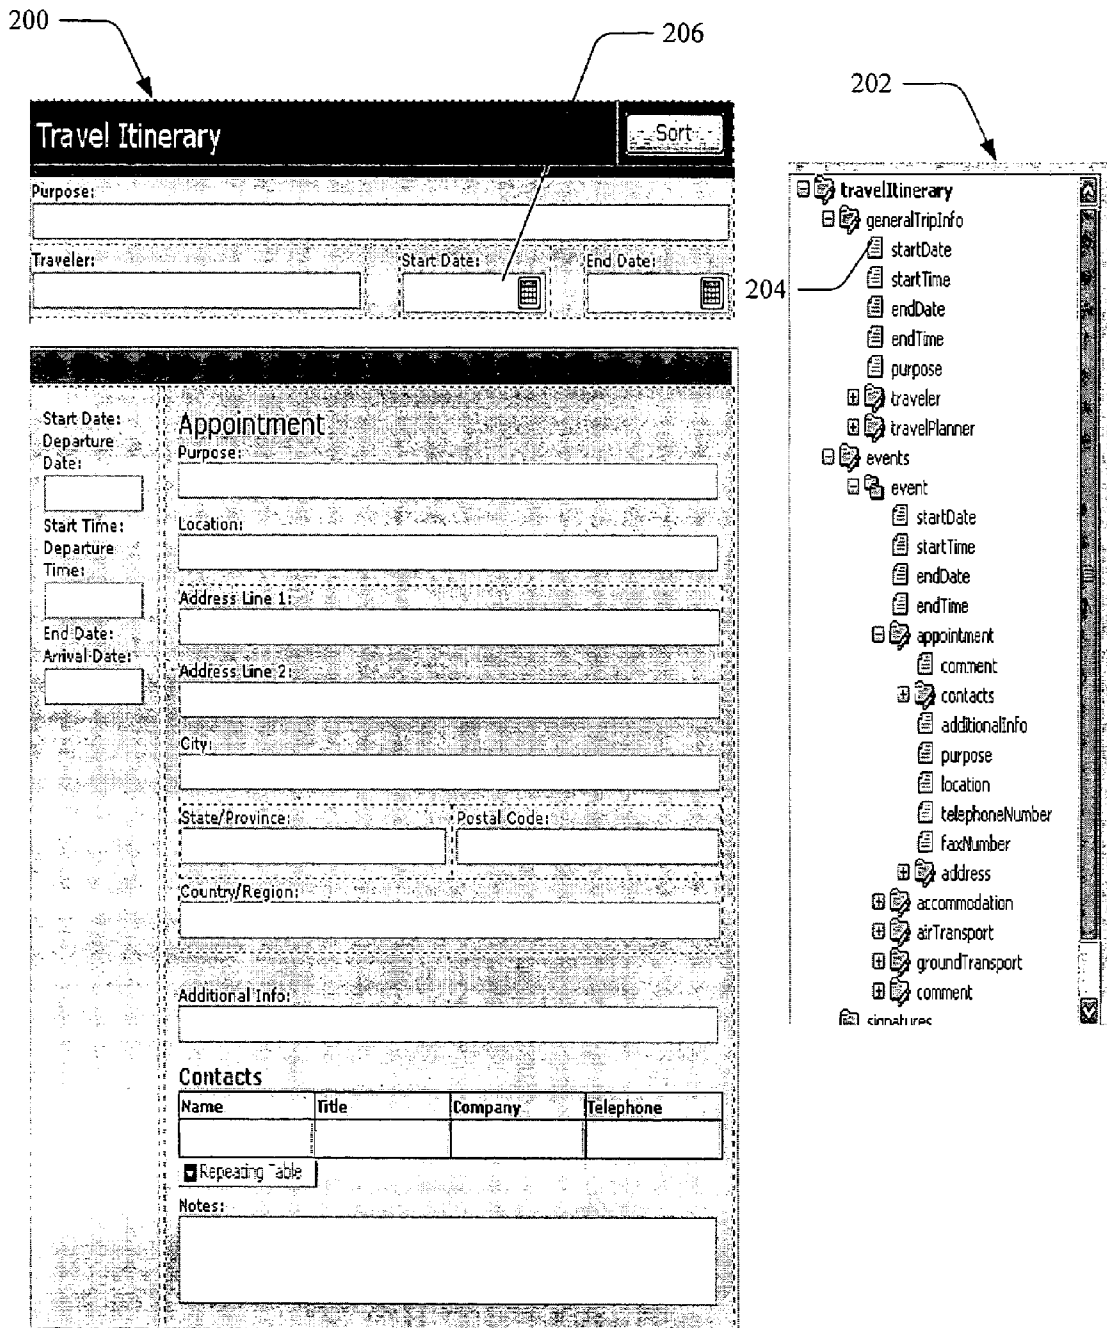 200
206
202
Travel Itinerary
Sort
Purpose:
Traveler:
Start Date:
End Date:
204
Start Date:
Departure
Date:
Start Time:
Departure
Time:
End Date:
Arrival Date:
Appointment
Purpose:
Location:
Address Line 1:
Address Line 2:
City:
State/Province:
Postal Code:
Country/Region:
Additional Info:
Contacts
Name
Title
Company
Telephone
Repeating Table
Notes:
travelItinerary
generalTripInfo
startDate
startTime
endDate
endTime
purpose
traveler
travelPlanner
events
event
startDate
startTime
endDate
endTime
appointment
comment
contacts
additionalInfo
purpose
location
telephoneNumber
faxNumber
address
accommodation
airTransport
groundTransport
comment
signatures